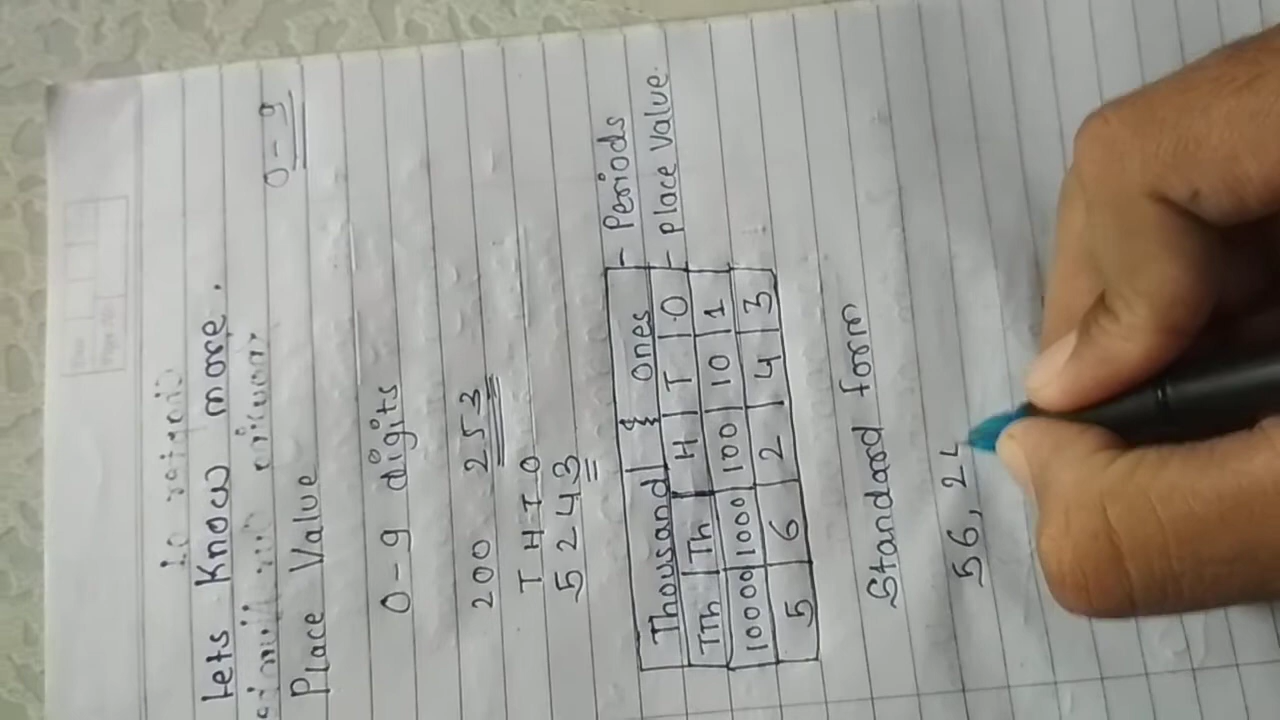 Lets Know more.
Place Value
0 - 9
0 - 9 digits
200 253
T H T O
5 2 4 3
Thousand ones - Periods
TTh Th H T O - place value.
10000 1000 100 10 1
5 6 2 4 3
Standard form
56, 24